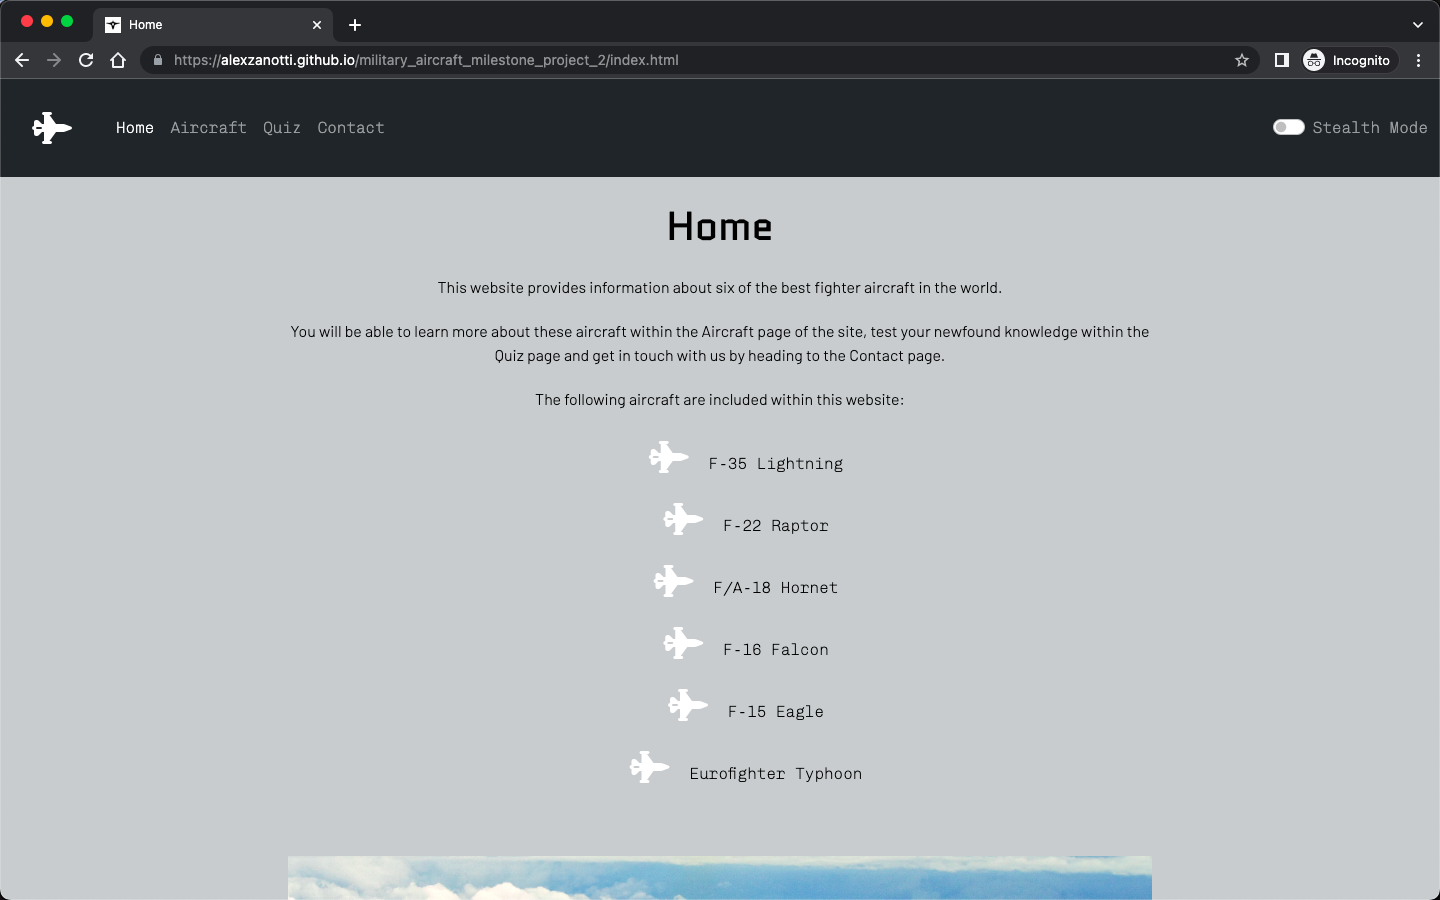 Home
https://alexzanotti.github.io/military_aircraft_milestone_project_2/index.html
Incognito
Home Aircraft Quiz Contact
Stealth Mode
Home
This website provides information about six of the best fighter aircraft in the world.
You will be able to learn more about these aircraft within the Aircraft page of the site, test your newfound knowledge within the
Quiz page and get in touch with us by heading to the Contact page.
The following aircraft are included within this website:
F-35 Lightning
F-22 Raptor
F/A-18 Hornet
F-16 Falcon
F-15 Eagle
Eurofighter Typhoon